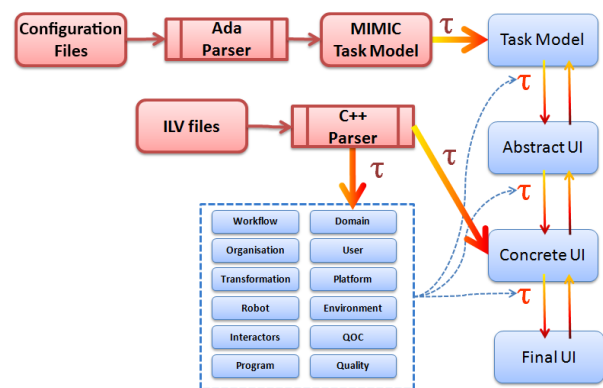 Configuration
Files
Ada
Parser
MIMIC
Task Model
τ
Task Model
τ
ILV files
C++
Parser
τ
τ
Abstract UI
τ
Workflow
Domain
Organisation
User
Transformation
Platform
Concrete UI
Robot
Environment
τ
Interactors
QOC
Program
Quality
Final UI